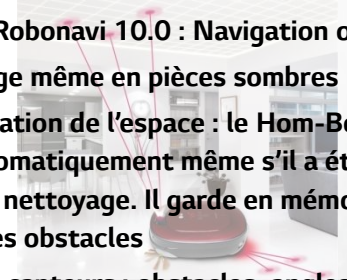 Robonavi 10.0 : Navigation o
ge même en pièces sombres
ation de l'espace : le Hom-Bo
omatiquement même s'il a ét
nettoyage. Il garde en mémo
es obstacles